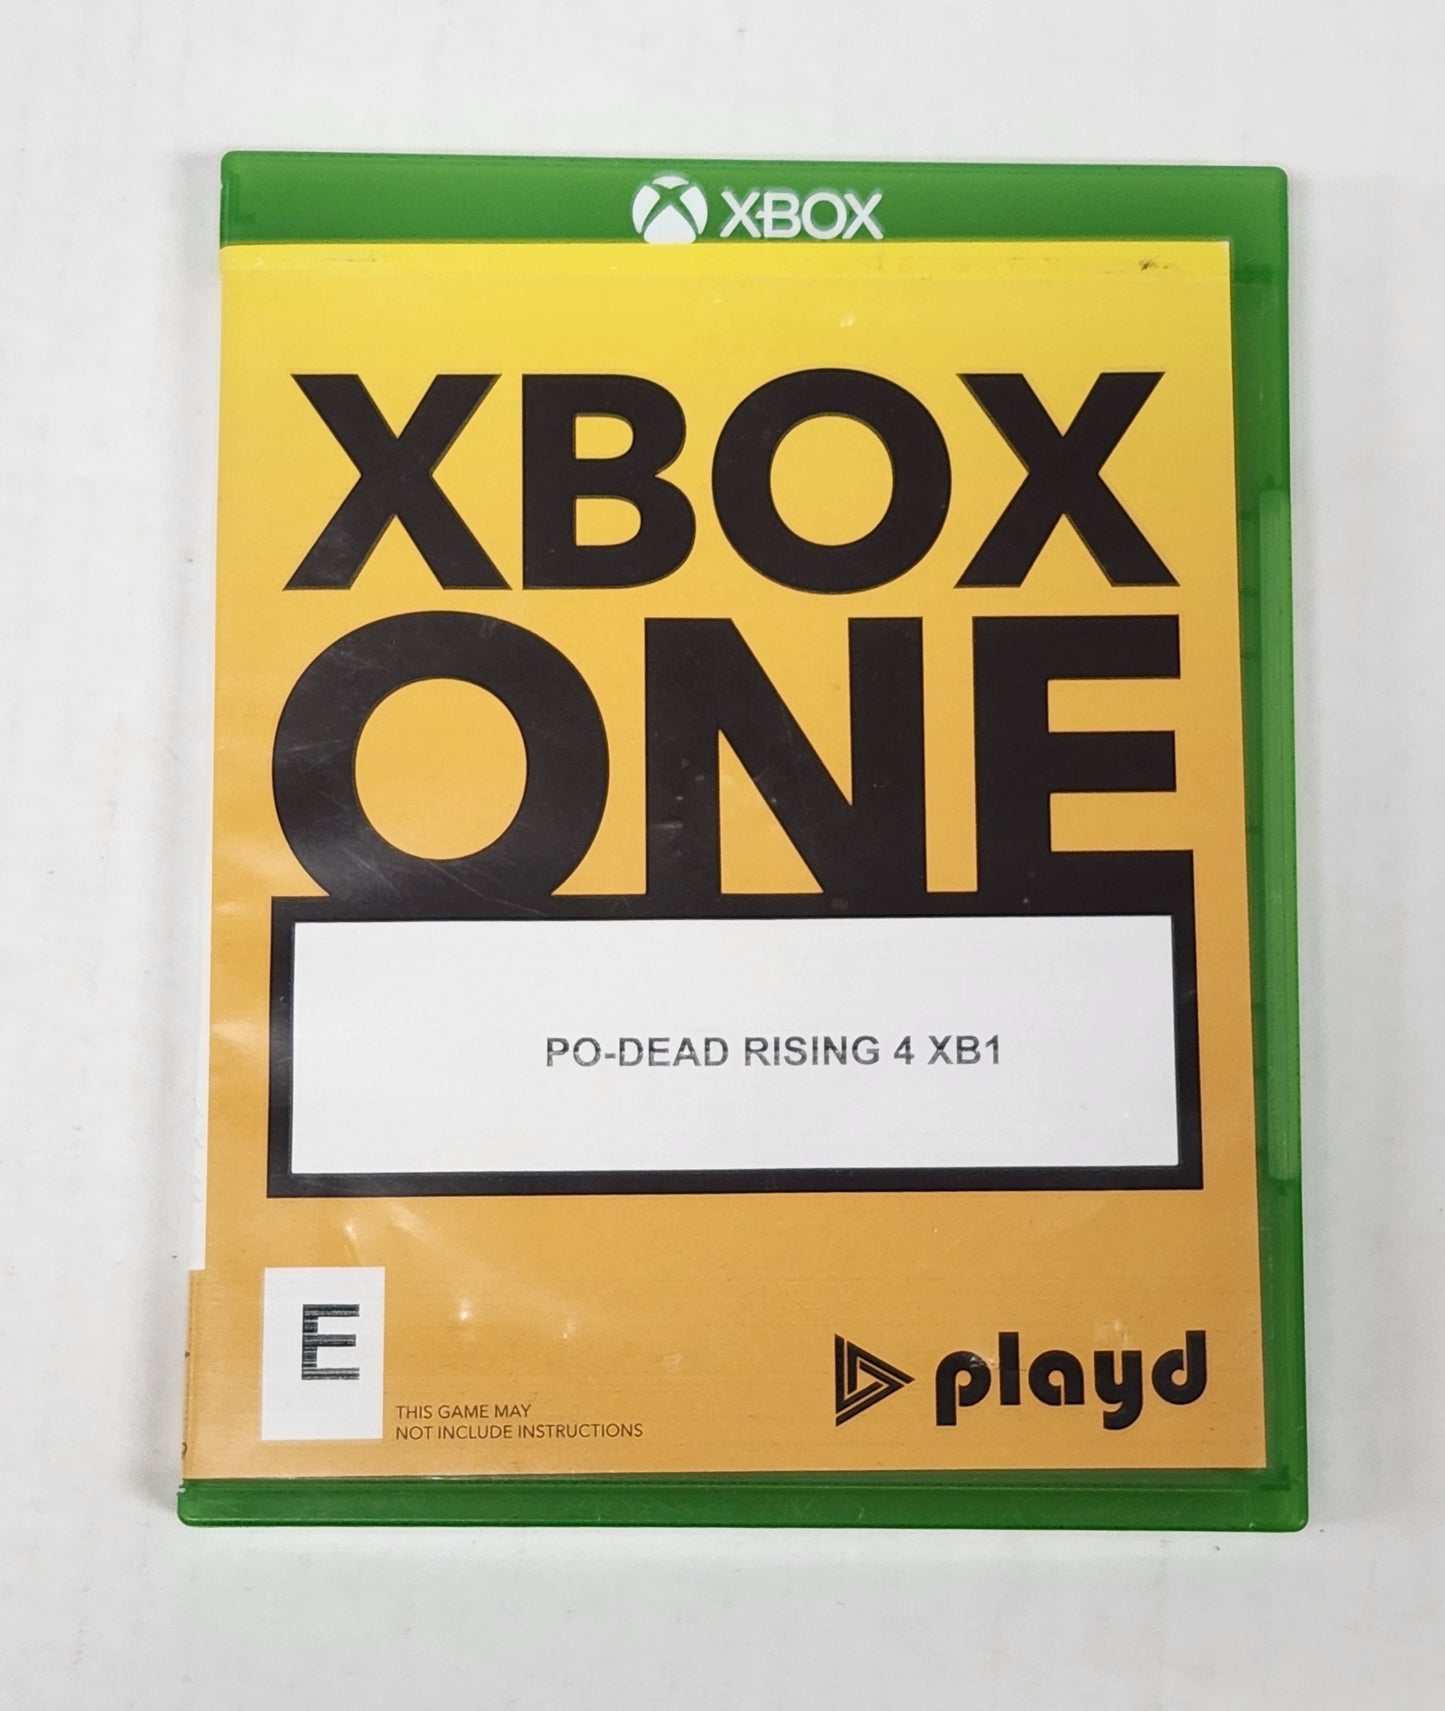 XBOX
XBOX
ONE
PO-DEAD RISING 4 XB1
E
THIS GAME MAY
NOT INCLUDE INSTRUCTIONS
playd